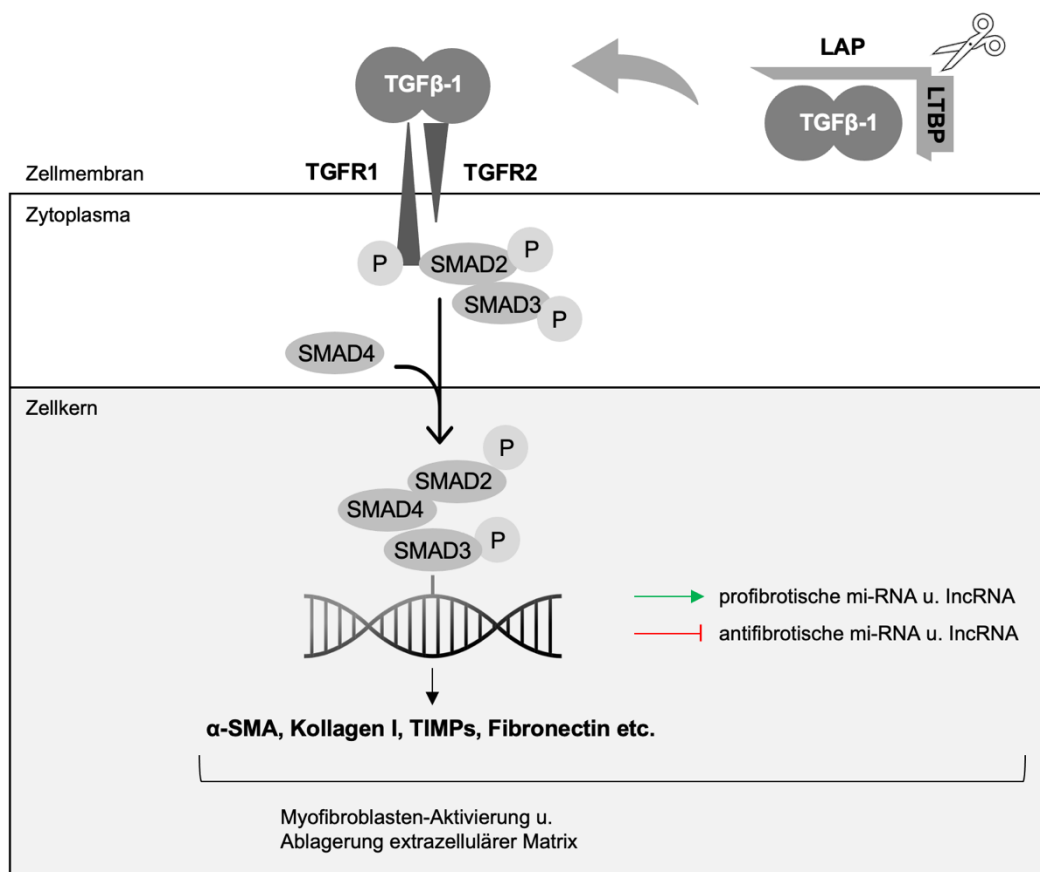 LAP
TGFβ-1
TGFβ-1
LTBP
TGFR1
TGFR2
Zellmembran
Zytoplasma
P
SMAD2
P
SMAD3
P
SMAD4
Zellkern
P
SMAD2
SMAD4
SMAD3
P
profibrotische mi-RNA u. lncRNA
antifibrotische mi-RNA u. lncRNA
α-SMA, Kollagen I, TIMPs, Fibronectin etc.
Myofibroblasten-Aktivierung u.
Ablagerung extrazellulärer Matrix